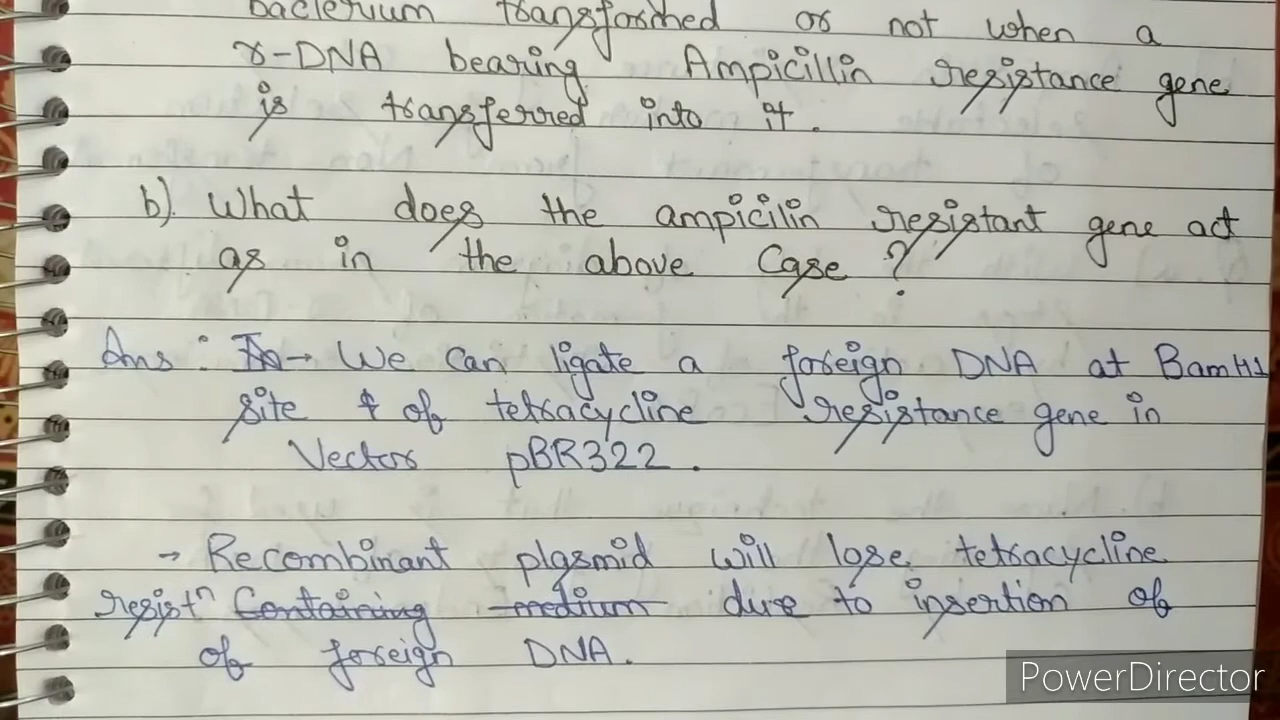 bacterium transformed or not when a
r-DNA bearing Ampicillin resistance gene
is transferred into it.
b). What does the ampicilin resistant gene act
as in the above Case ?
Ans : → We Can ligate a foreign DNA at BamH1
site of tetracycline resistance gene in
Vector pBR322.
→ Recombinant plasmid will lose tetracycline
resistⁿ Containing medium due to insertion of
of foreign DNA.
PowerDirector